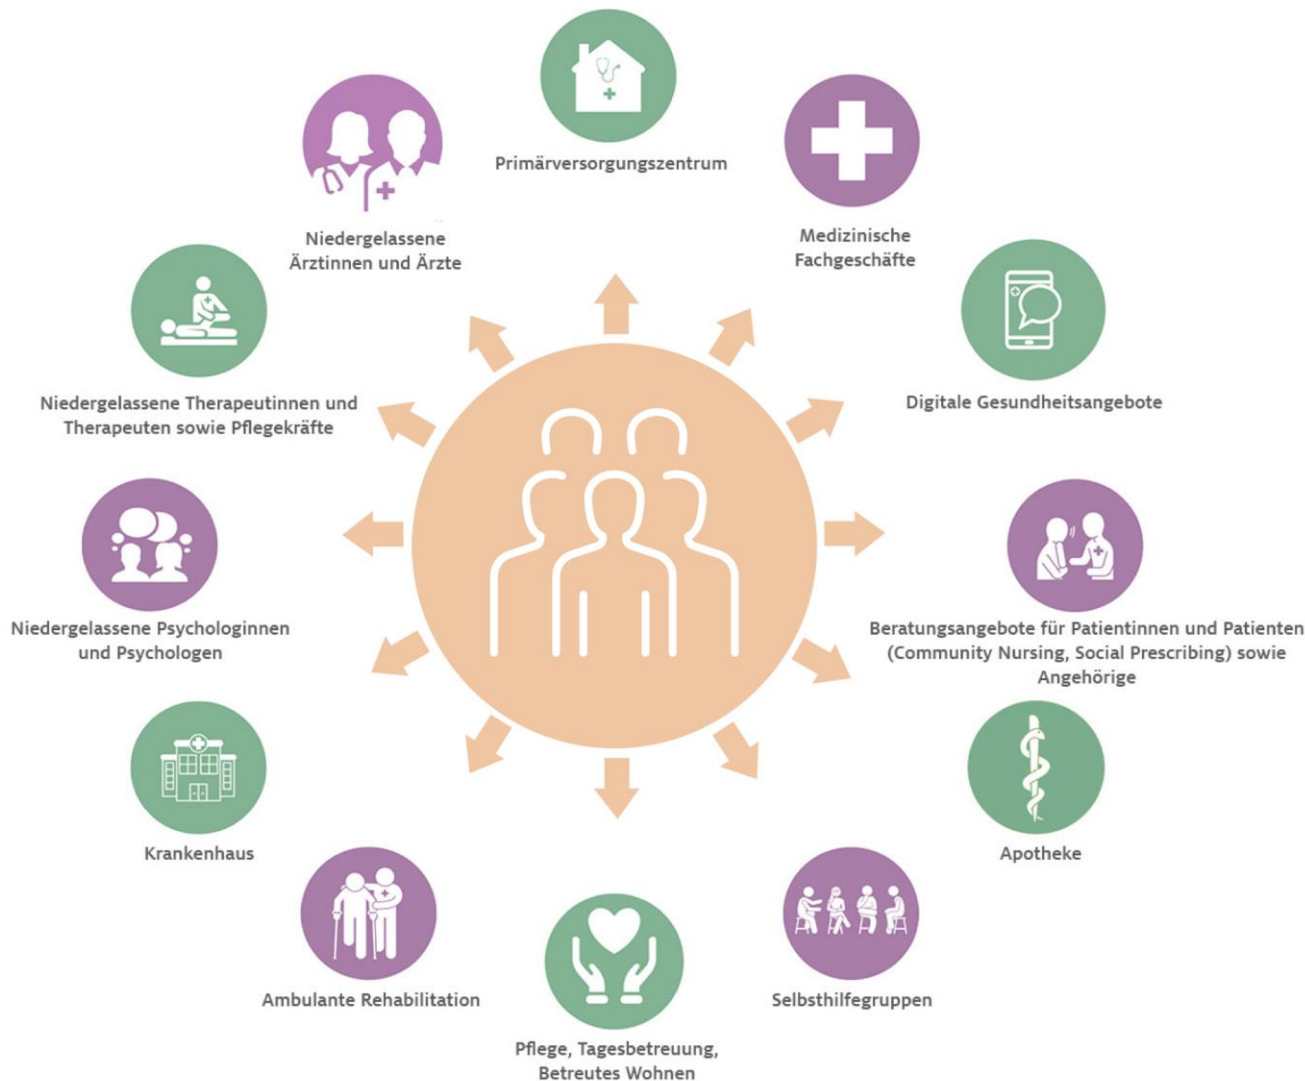 Primärversorgungszentrum
Medizinische
Fachgeschäfte
Digitale Gesundheitsangebote
Beratungsangebote für Patientinnen und Patienten
(Community Nursing, Social Prescribing) sowie
Angehörige
Apotheke
Selbsthilfegruppen
Pflege, Tagesbetreuung,
Betreutes Wohnen
Ambulante Rehabilitation
Krankenhaus
Niedergelassene Psychologinnen
und Psychologen
Niedergelassene Therapeutinnen und
Therapeuten sowie Pflegekräfte
Niedergelassene
Ärztinnen und Ärzte